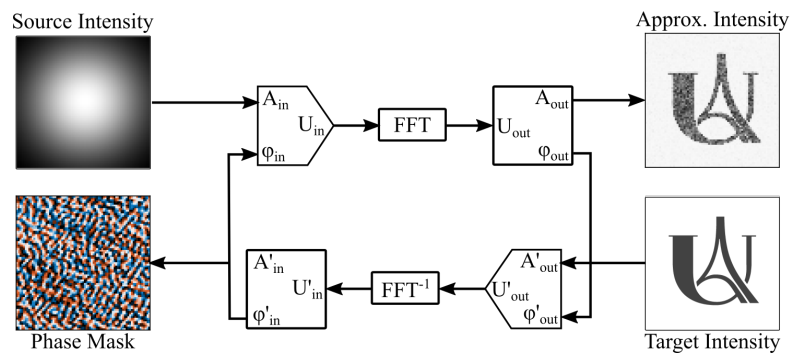 Source Intensity
Approx. Intensity
A_in
U_in
φ_in
FFT
U_out
A_out
φ_out
A'_in
U'_in
φ'_in
FFT⁻¹
A'_out
U'_out
φ'_out
Phase Mask
Target Intensity